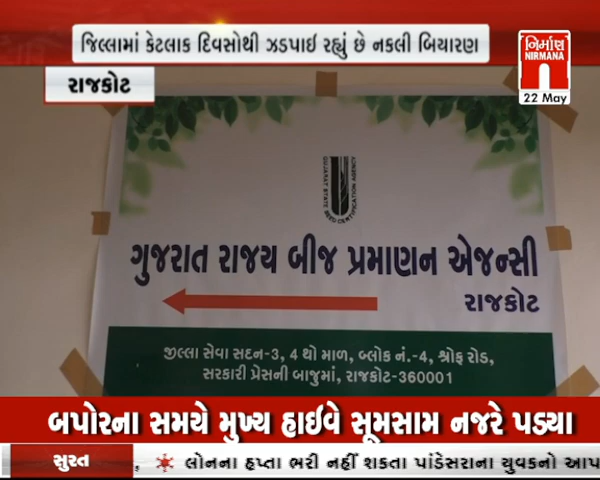 જિલ્લામાં કેટલાક દિવસોથી ઝડપાઈ રહ્યું છે નકલી બિયારણ
રાજકોટ
નિર્માણ
NIRMANA
22 May
GUJARAT STATE SEED CERTIFICATION AGENCY
ગુજરાત રાજય બીજ પ્રમાણન એજન્સી
રાજકોટ
જીલ્લા સેવા સદન-3, 4 થો માળ, બ્લોક નં.-4, શ્રોફ રોડ,
સરકારી પ્રેસની બાજુમાં, રાજકોટ-360001
બપોરના સમયે મુખ્ય હાઇવે સૂમસામ નજરે પડ્યા
સુરત , લોનના હપ્તા ભરી નહીં શકતા પાંડેસરાના યુવકનો આપ